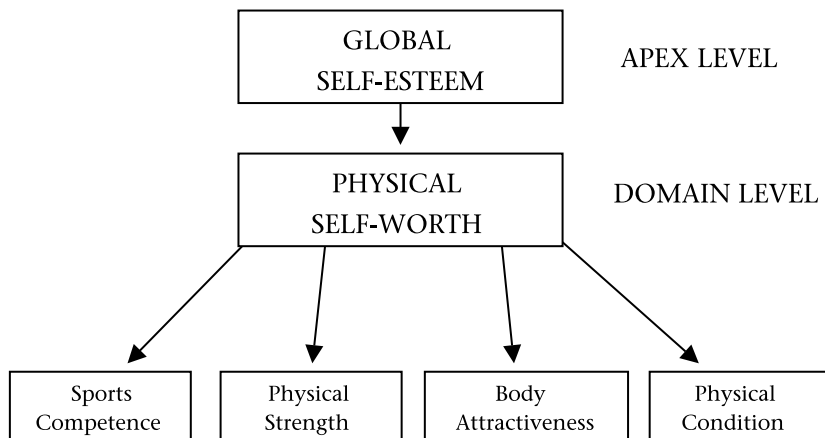 GLOBAL
SELF-ESTEEM
APEX LEVEL
PHYSICAL
SELF-WORTH
DOMAIN LEVEL
Sports
Competence
Physical
Strength
Body
Attractiveness
Physical
Condition